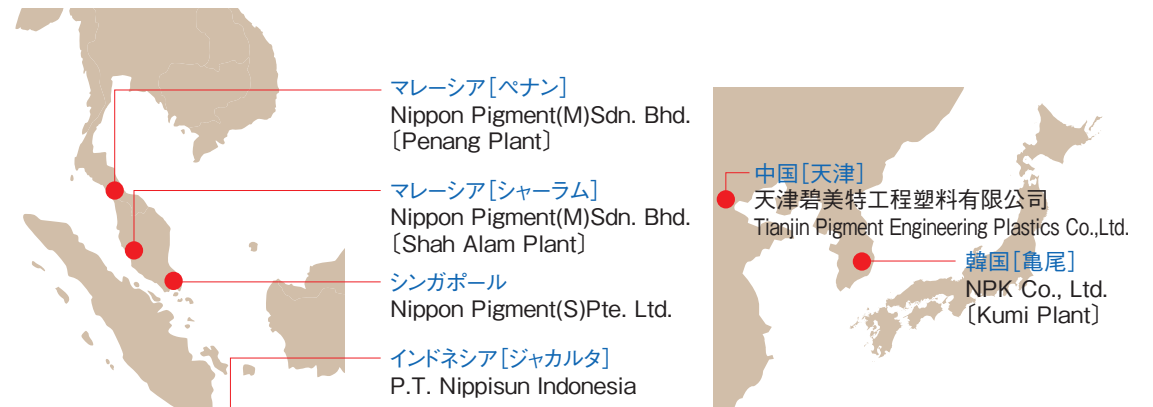 マレーシア[ペナン]
Nippon Pigment(M)Sdn. Bhd.
〔Penang Plant〕
マレーシア[シャーラム]
Nippon Pigment(M)Sdn. Bhd.
〔Shah Alam Plant〕
シンガポール
Nippon Pigment(S)Pte. Ltd.
インドネシア[ジャカルタ]
P.T. Nippisun Indonesia
中国[天津]
天津碧美特工程塑料有限公司
Tianjin Pigment Engineering Plastics Co.,Ltd.
韓国[亀尾]
NPK Co., Ltd.
〔Kumi Plant〕